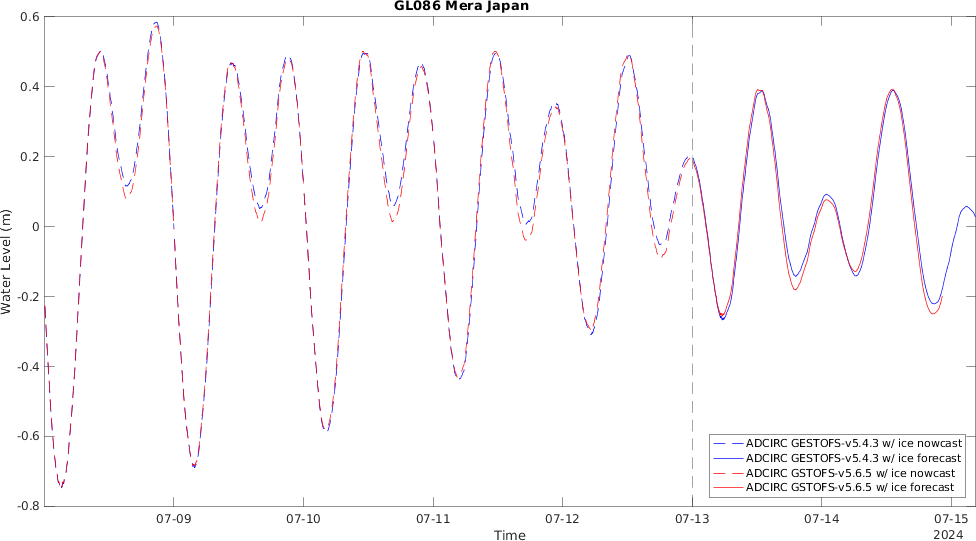 GL086 Mera Japan
0.6
0.4
0.2
0
-0.2
-0.4
-0.6
-0.8
Water Level (m)
ADCIRC GESTOFS-v5.4.3 w/ ice nowcast
ADCIRC GESTOFS-v5.4.3 w/ ice forecast
ADCIRC GSTOFS-v5.6.5 w/ ice nowcast
ADCIRC GSTOFS-v5.6.5 w/ ice forecast
07-09 07-10 07-11 07-12 07-13 07-14 07-15
Time
2024